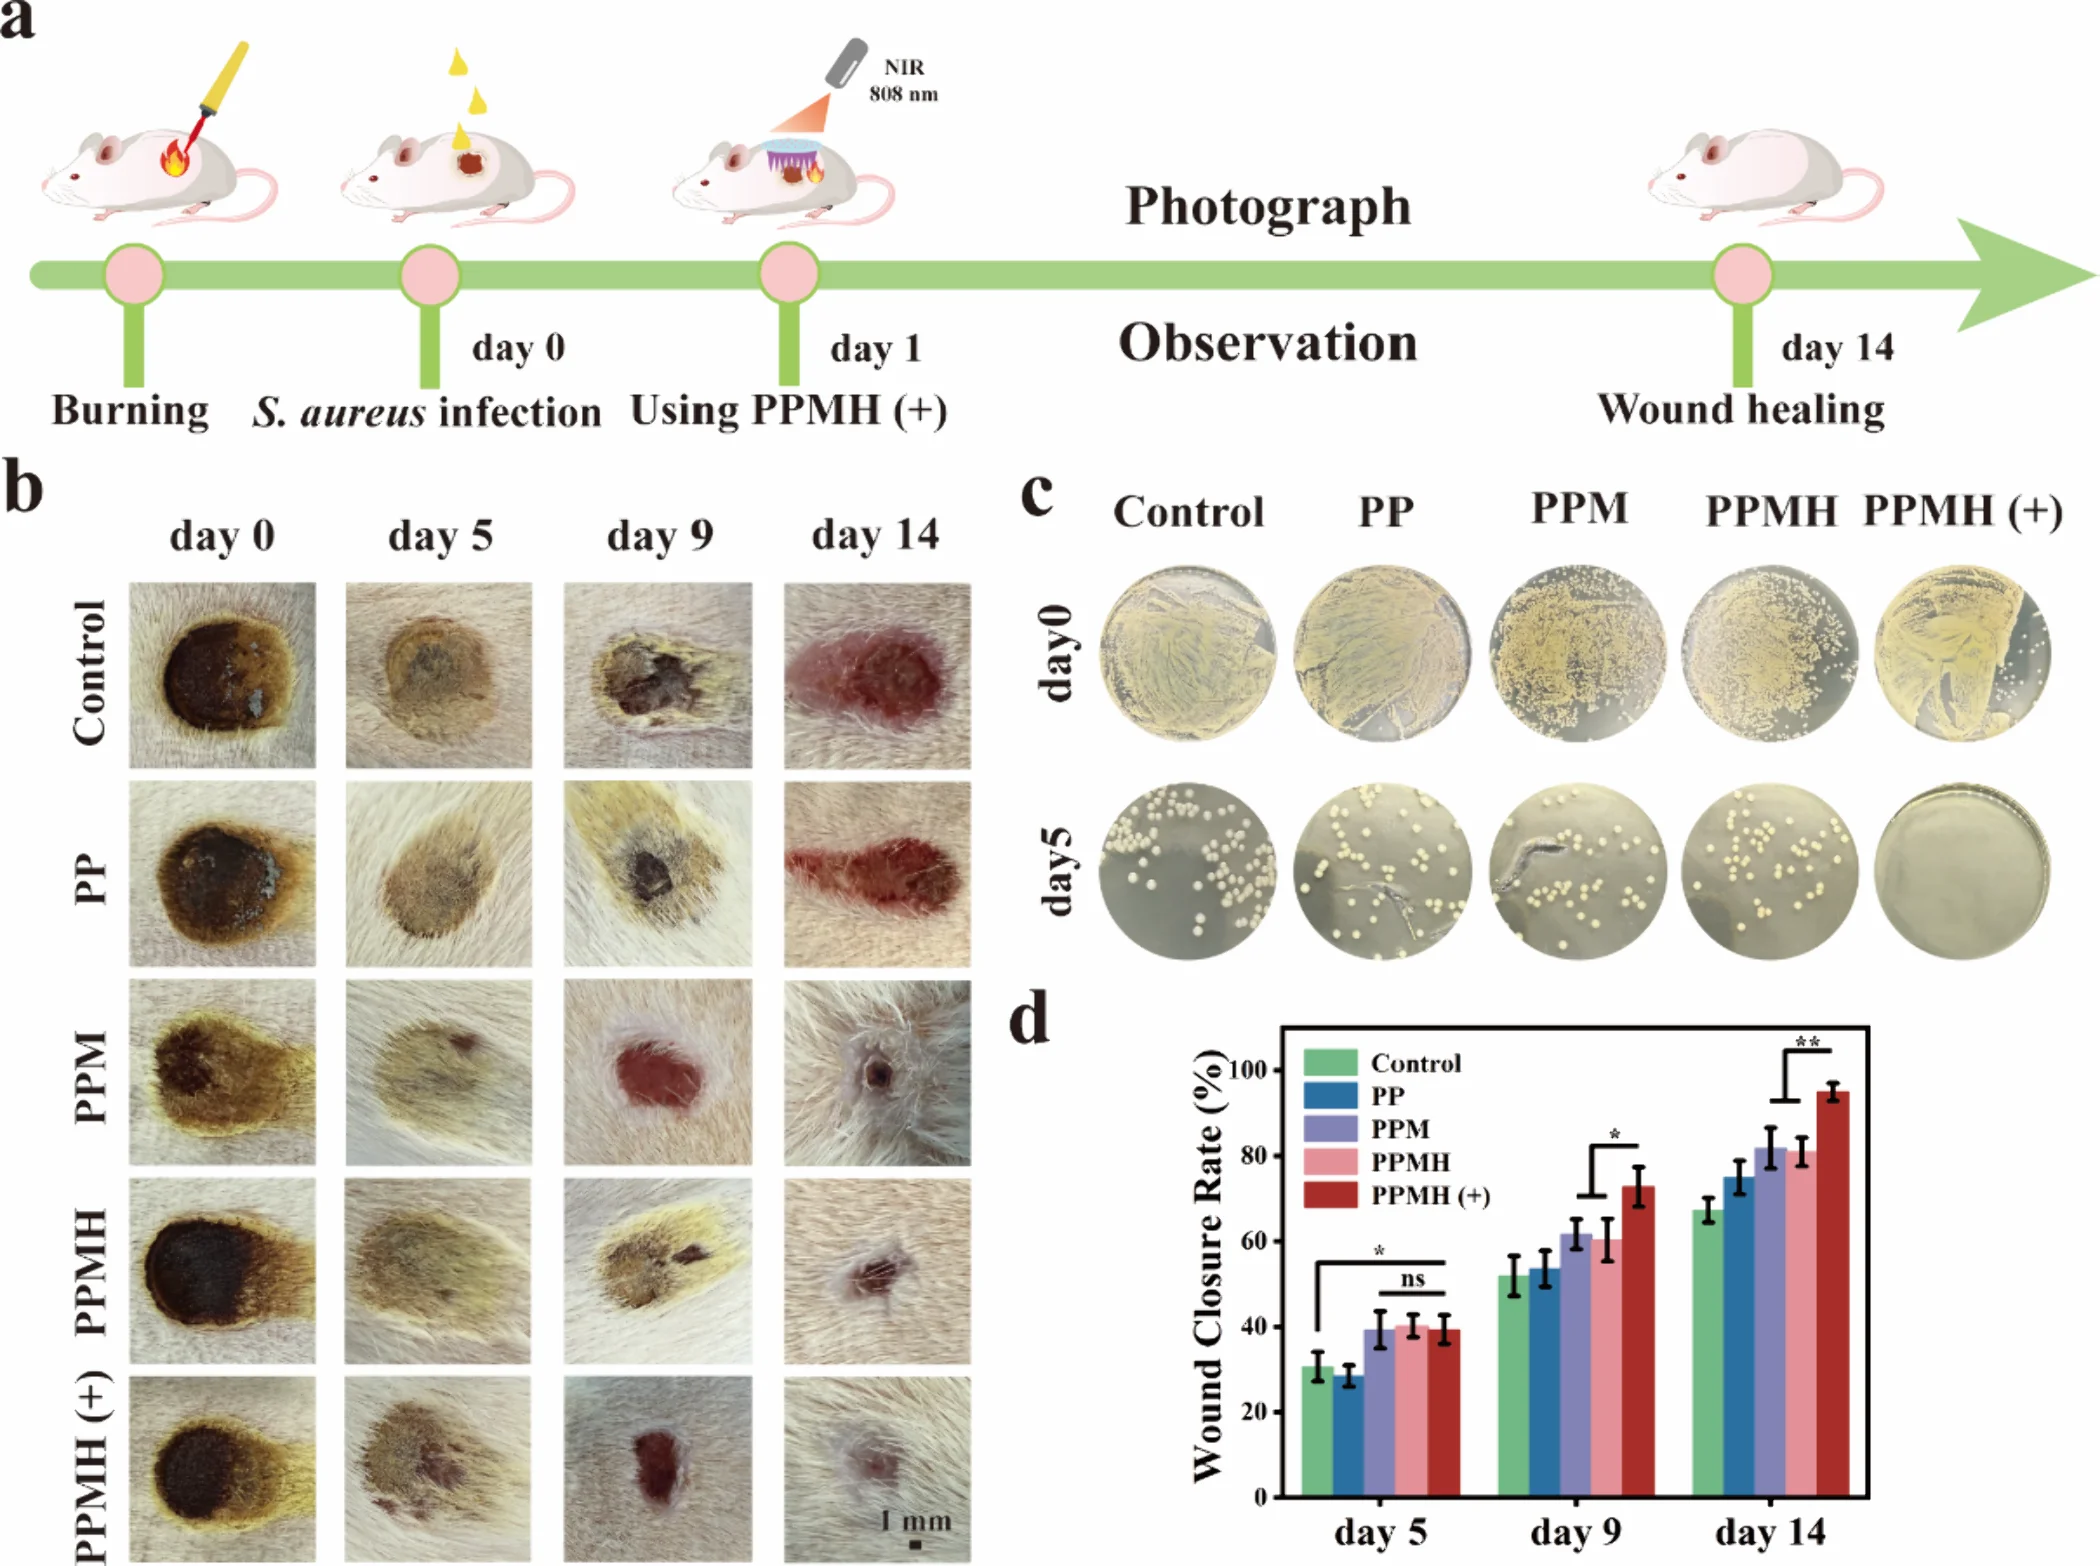 a
NIR
808 nm
Photograph
Observation
day 0
day 1
day 14
Burning
S. aureus infection
Using PPMH (+)
Wound healing
b
day 0
day 5
day 9
day 14
Control
PP
PPM
PPMH
PPMH (+)
1 mm
c
Control
PP
PPM
PPMH
PPMH (+)
day0
day5
d
Wound Closure Rate (%)
100
80
60
40
20
0
Control
PP
PPM
PPMH
PPMH (+)
*
ns
*
**
day 5
day 9
day 14